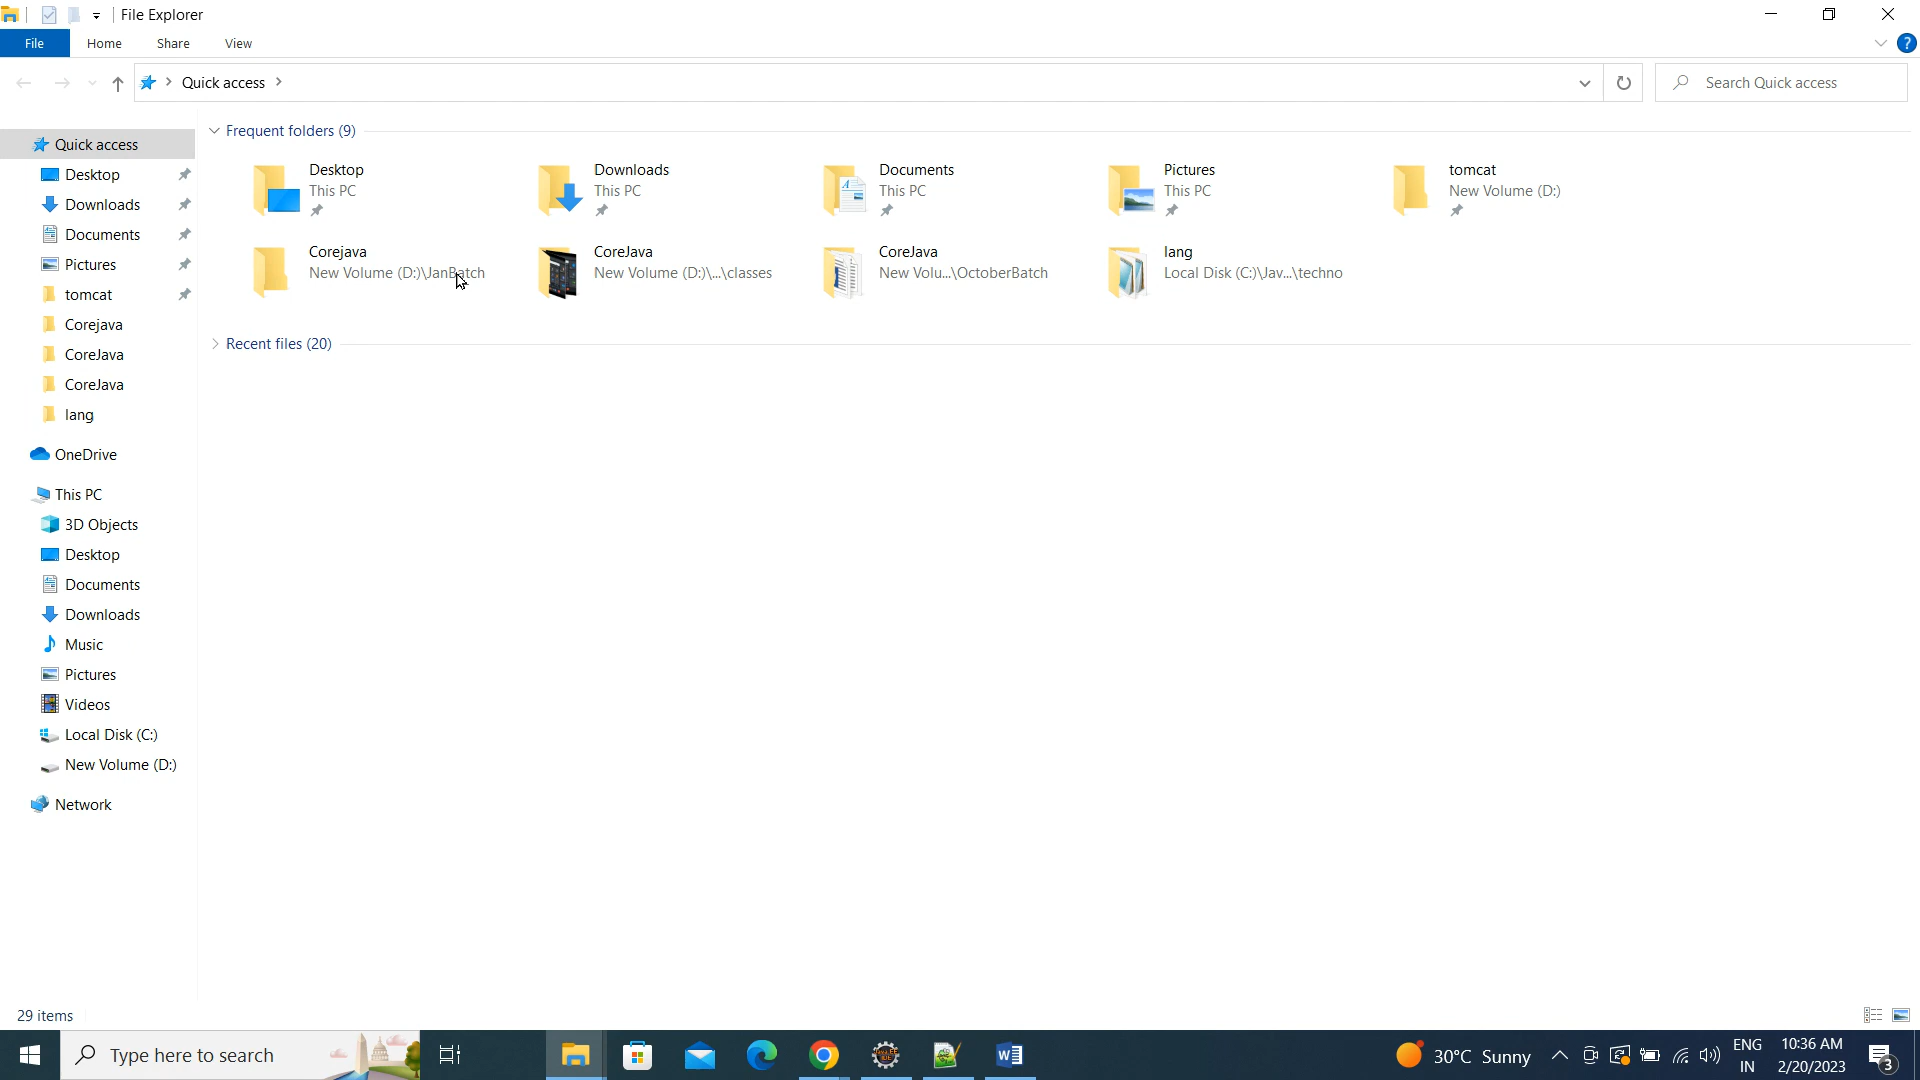 File Explorer
File Home Share View
Quick access
Search Quick access
Quick access
Desktop
Downloads
Documents
Pictures
tomcat
Corejava
CoreJava
CoreJava
lang
OneDrive
This PC
3D Objects
Desktop
Documents
Downloads
Music
Pictures
Videos
Local Disk (C:)
New Volume (D:)
Network
Frequent folders (9)
Desktop
This PC
Downloads
This PC
Documents
This PC
Pictures
This PC
tomcat
New Volume (D:)
Corejava
New Volume (D:)\JanBatch
CoreJava
New Volume (D:)\...\classes
CoreJava
New Volu...\OctoberBatch
lang
Local Disk (C:)\Jav...\techno
Recent files (20)
29 items
Type here to search
30°C Sunny
ENG
IN
10:36 AM
2/20/2023
3